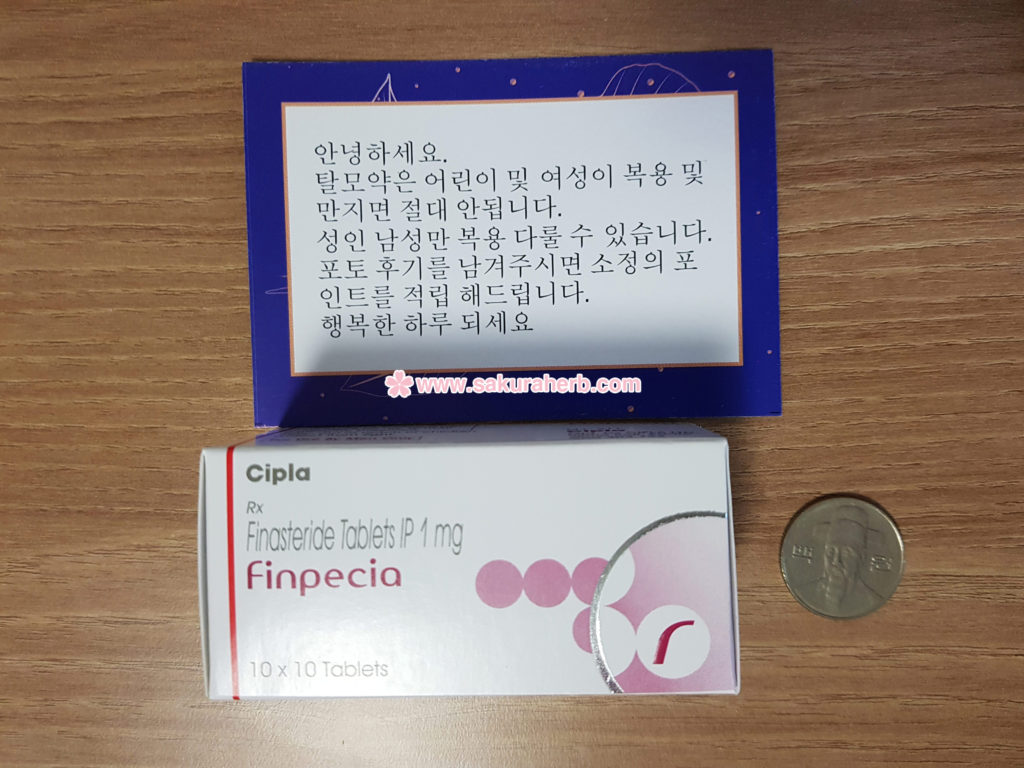 안녕하세요.
탈모약은 어린이 및 여성이 복용 및
만지면 절대 안됩니다.
성인 남성만 복용 다룰 수 있습니다.
포토 후기를 남겨주시면 소정의 포
인트를 적립 해드립니다.
행복한 하루 되세요
www.sakuraherb.com
Cipla
Rx
Finasteride Tablets IP 1 mg
Finpecia
10 x 10 Tablets
백 원